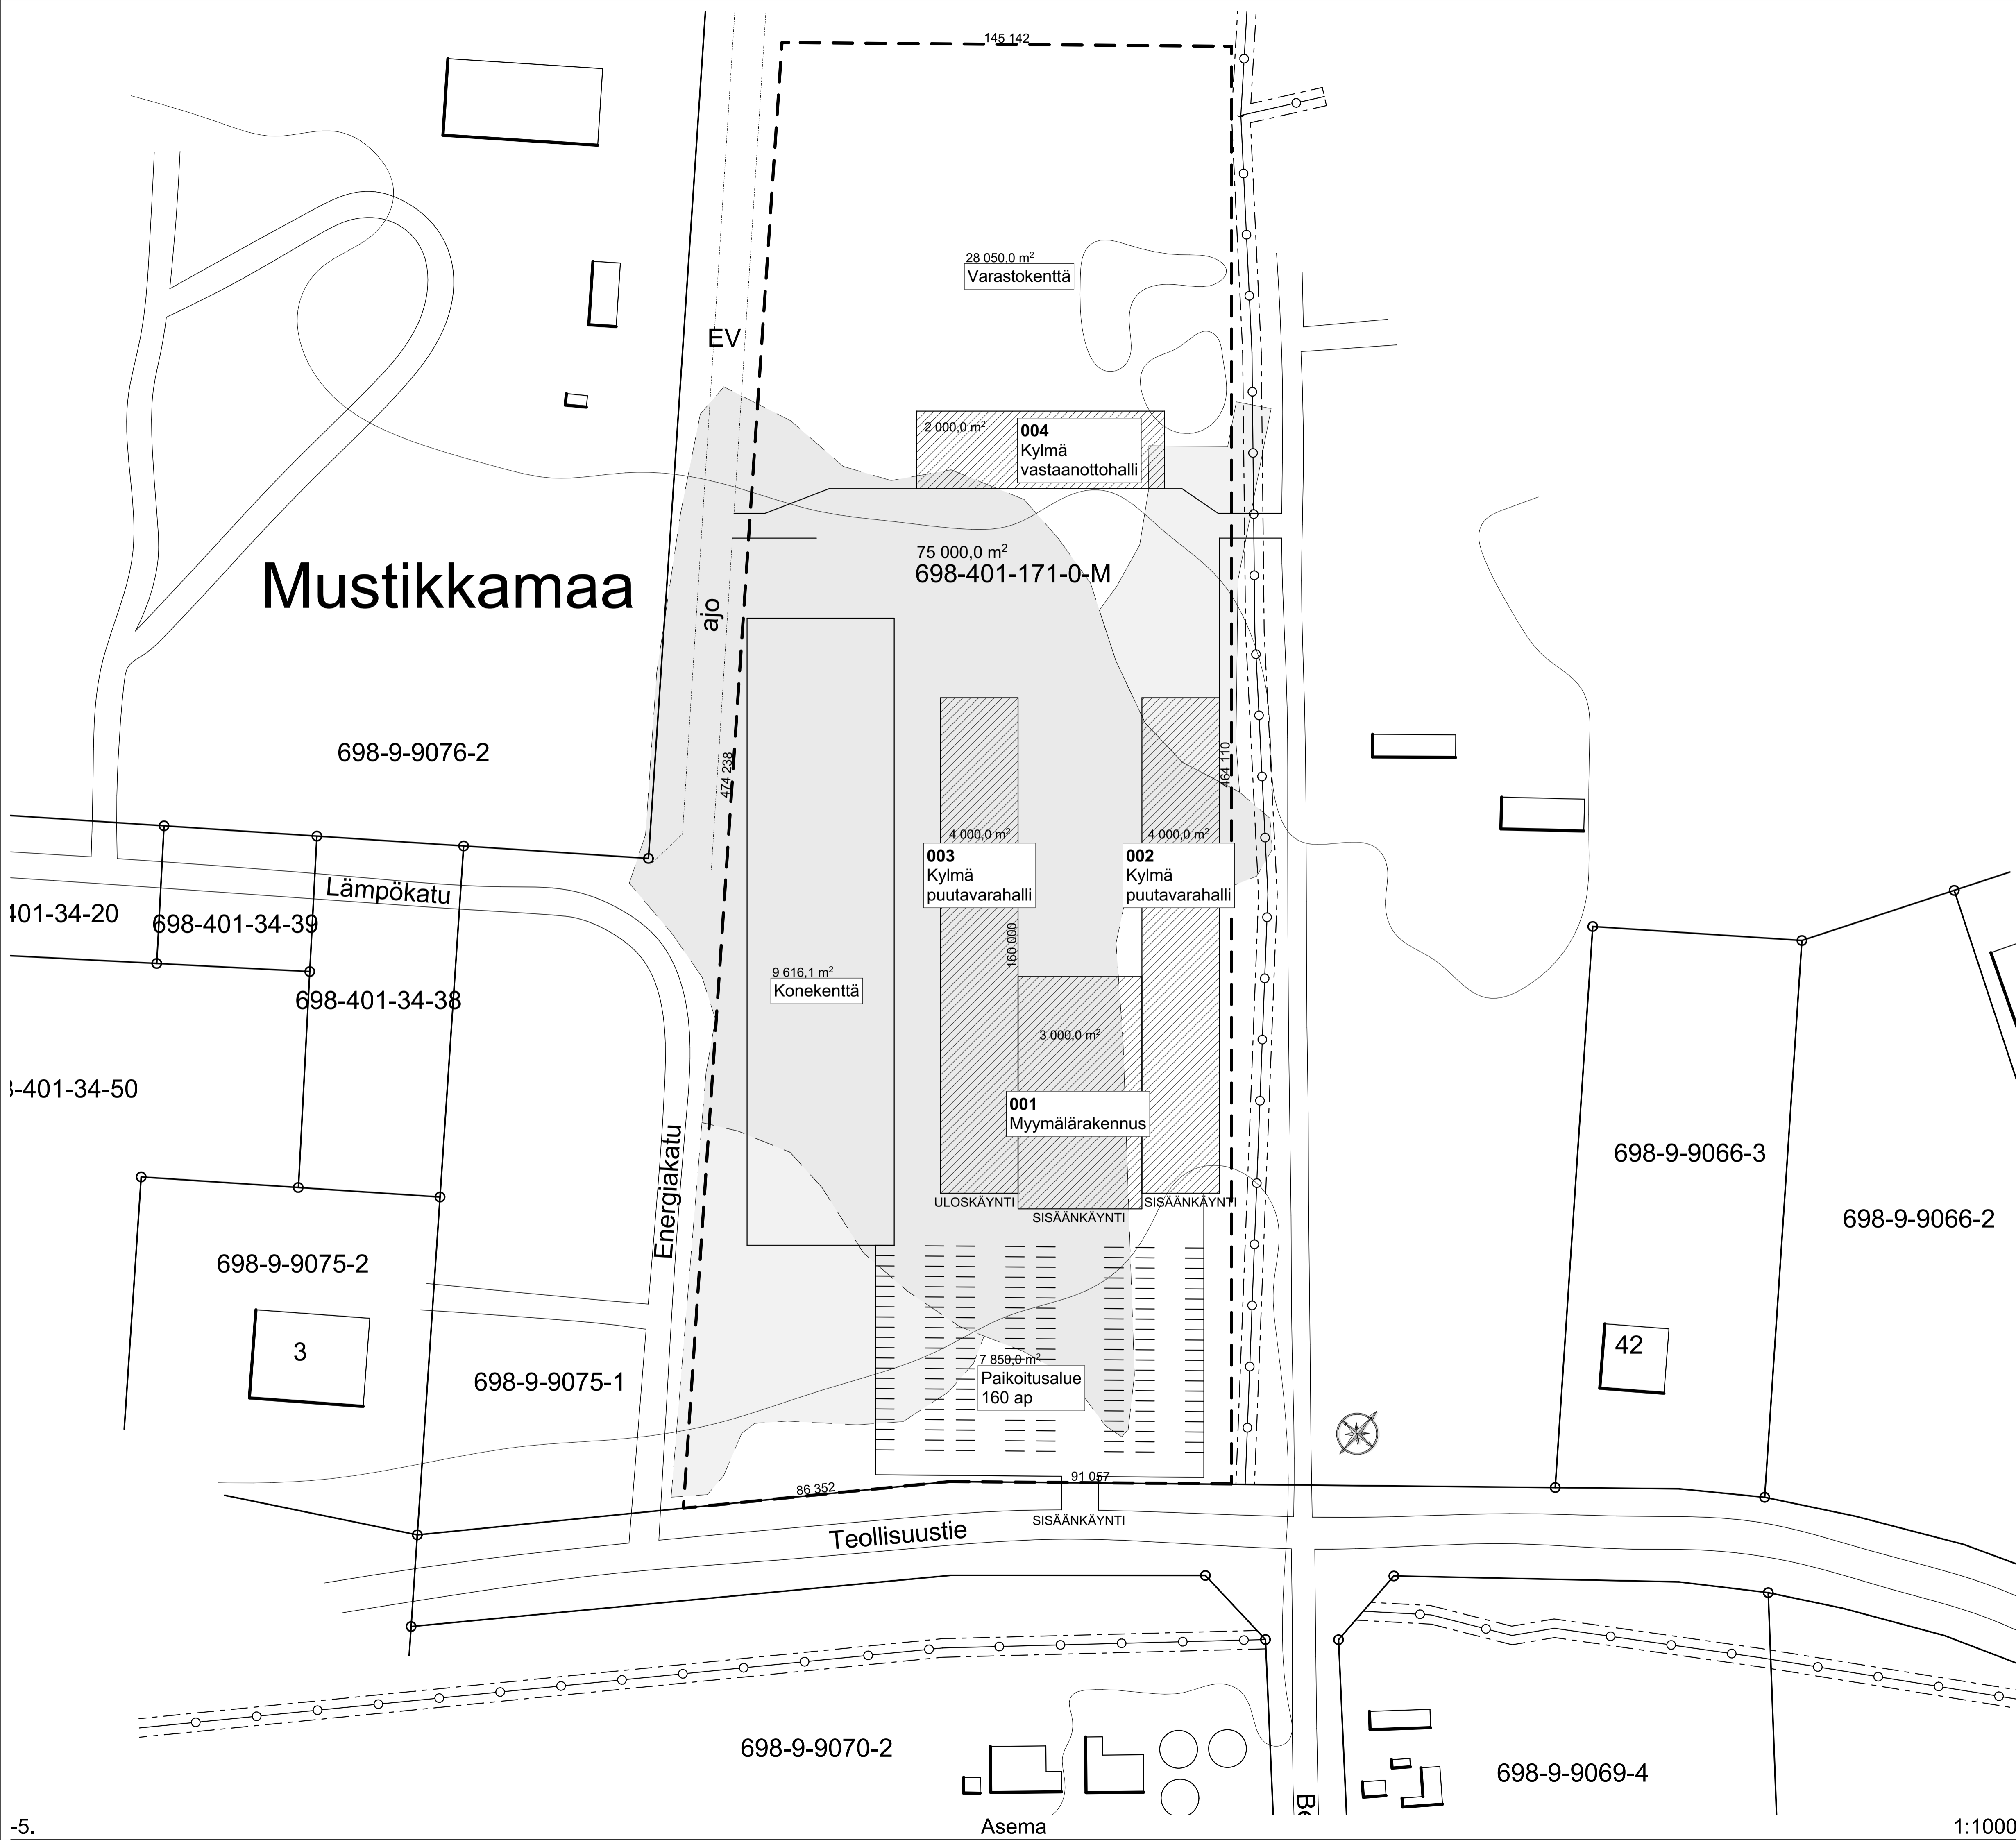 145 142
28 050,0 m²
Varastokenttä
EV
2 000,0 m²
004
Kylmä
vastaanottohalli
75 000,0 m²
698-401-171-0-M
Mustikkamaa
ajo
698-9-9076-2
474 238
464 110
4 000,0 m²
003
Kylmä
puutavarahalli
4 000,0 m²
002
Kylmä
puutavarahalli
Lämpökatu
401-34-20
698-401-34-39
698-401-34-38
160 000
9 616,1 m²
Konekenttä
3 000,0 m²
-401-34-50
001
Myymälärakennus
Energiakatu
698-9-9066-3
ULOSKÄYNTI
SISÄÄNKÄYNTI
SISÄÄNKÄYNTI
698-9-9066-2
698-9-9075-2
3
42
7 850,0 m²
Paikoitusalue
160 ap
698-9-9075-1
91 057
86 352
SISÄÄNKÄYNTI
Teollisuustie
698-9-9070-2
698-9-9069-4
-5.
Asema
1:1000